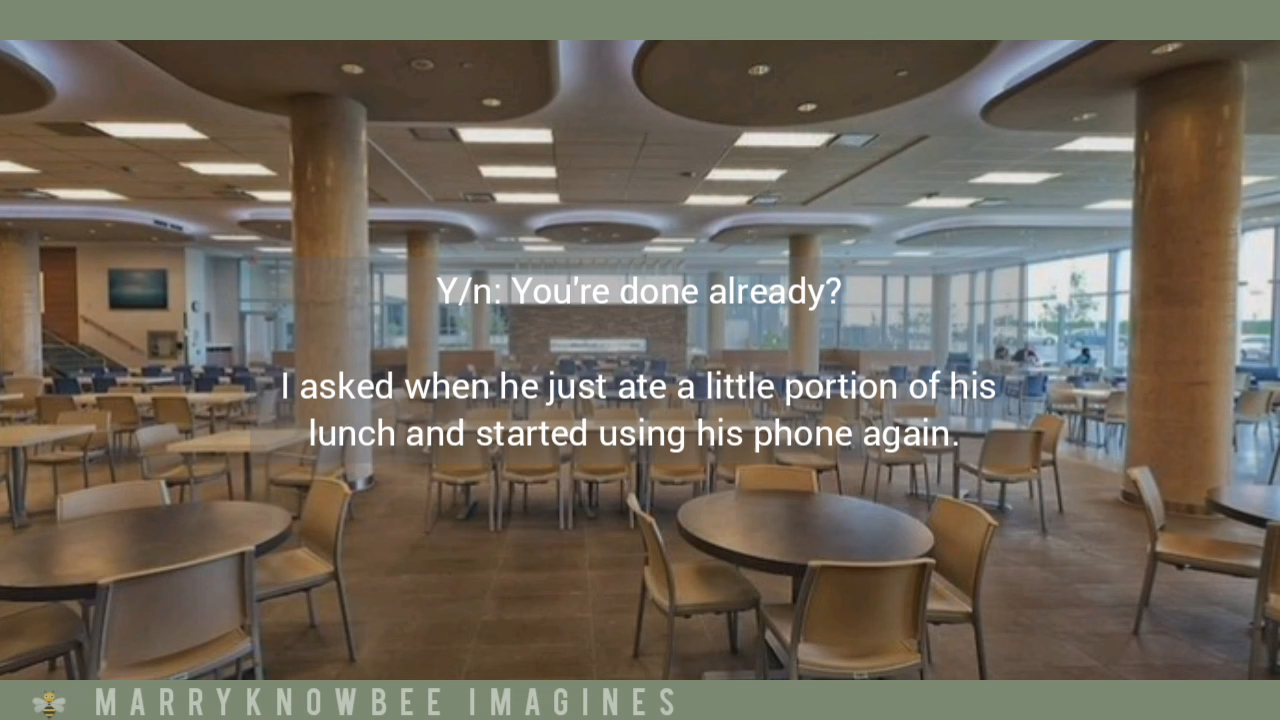 Y/n: You're done already?
I asked when he just ate a little portion of his
lunch and started using his phone again.
MARRYKNOWBEE IMAGINES